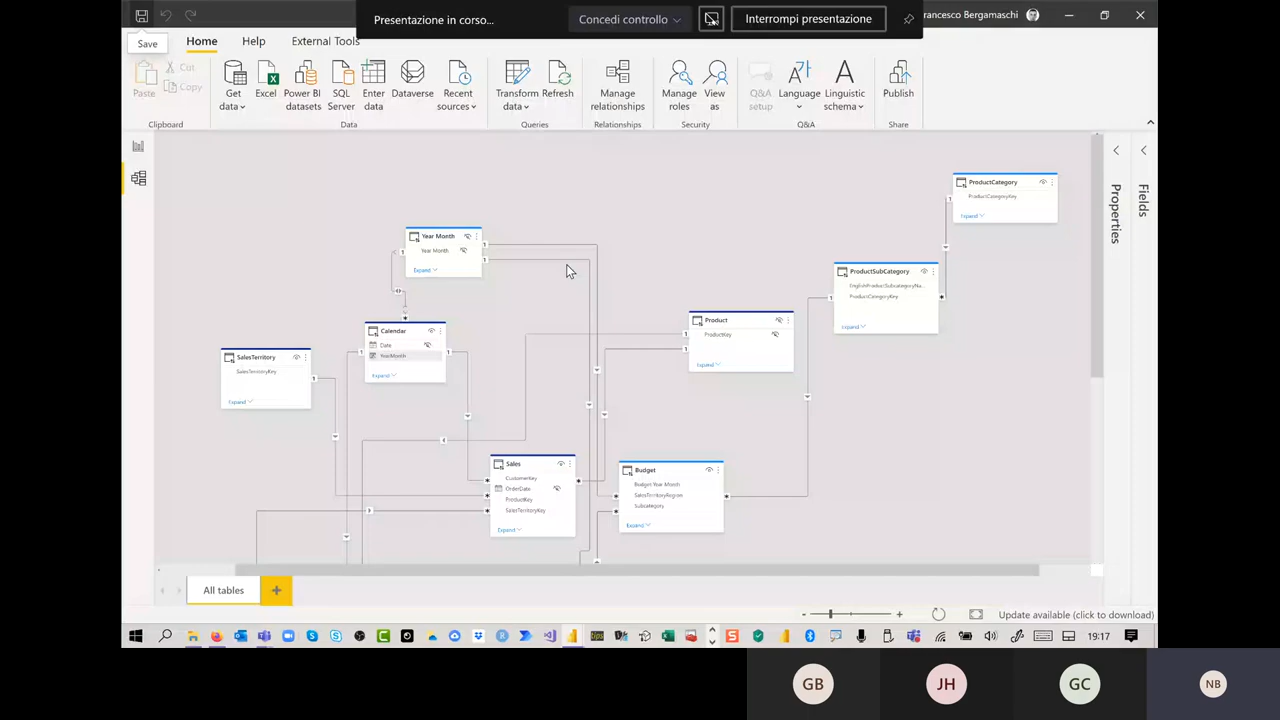 Presentazione in corso...
Concedi controllo
Interrompi presentazione
rancesco Bergamaschi
Save
Home
Help
External Tools
Paste
Cut
Copy
Get data
Excel
Power BI datasets
SQL Server
Enter data
Dataverse
Recent sources
Transform data
Refresh
Manage relationships
Manage roles
View as
Q&A setup
Language
Linguistic schema
Publish
Clipboard
Data
Queries
Relationships
Security
Q&A
Share
ProductCategory
ProductCategoryKey
Expand
Properties
Fields
Year Month
Year Month
Expand
ProductSubCategory
EnglishProductSubcategoryNa...
ProductCategoryKey
Expand
Product
ProductKey
Expand
Calendar
Date
YearMonth
Expand
SalesTerritory
SalesTerritoryKey
Expand
Sales
CustomerKey
OrderDate
ProductKey
SalesTerritoryKey
Expand
Budget
Budget Year Month
SalesTerritoryRegion
Subcategory
Expand
All tables
Update available (click to download)
19:17
GB
JH
GC
NB